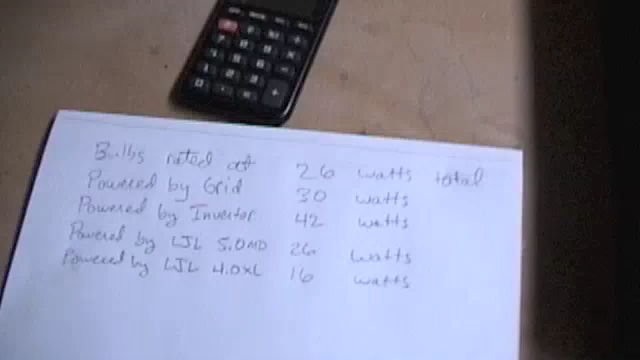 Bulbs rated at 26 watts total
Powered by Grid 30 watts
Powered by Invertor 42 watts
Powered by LJL 5.0MD 26 watts
Powered by LJL 4.0XL 16 watts